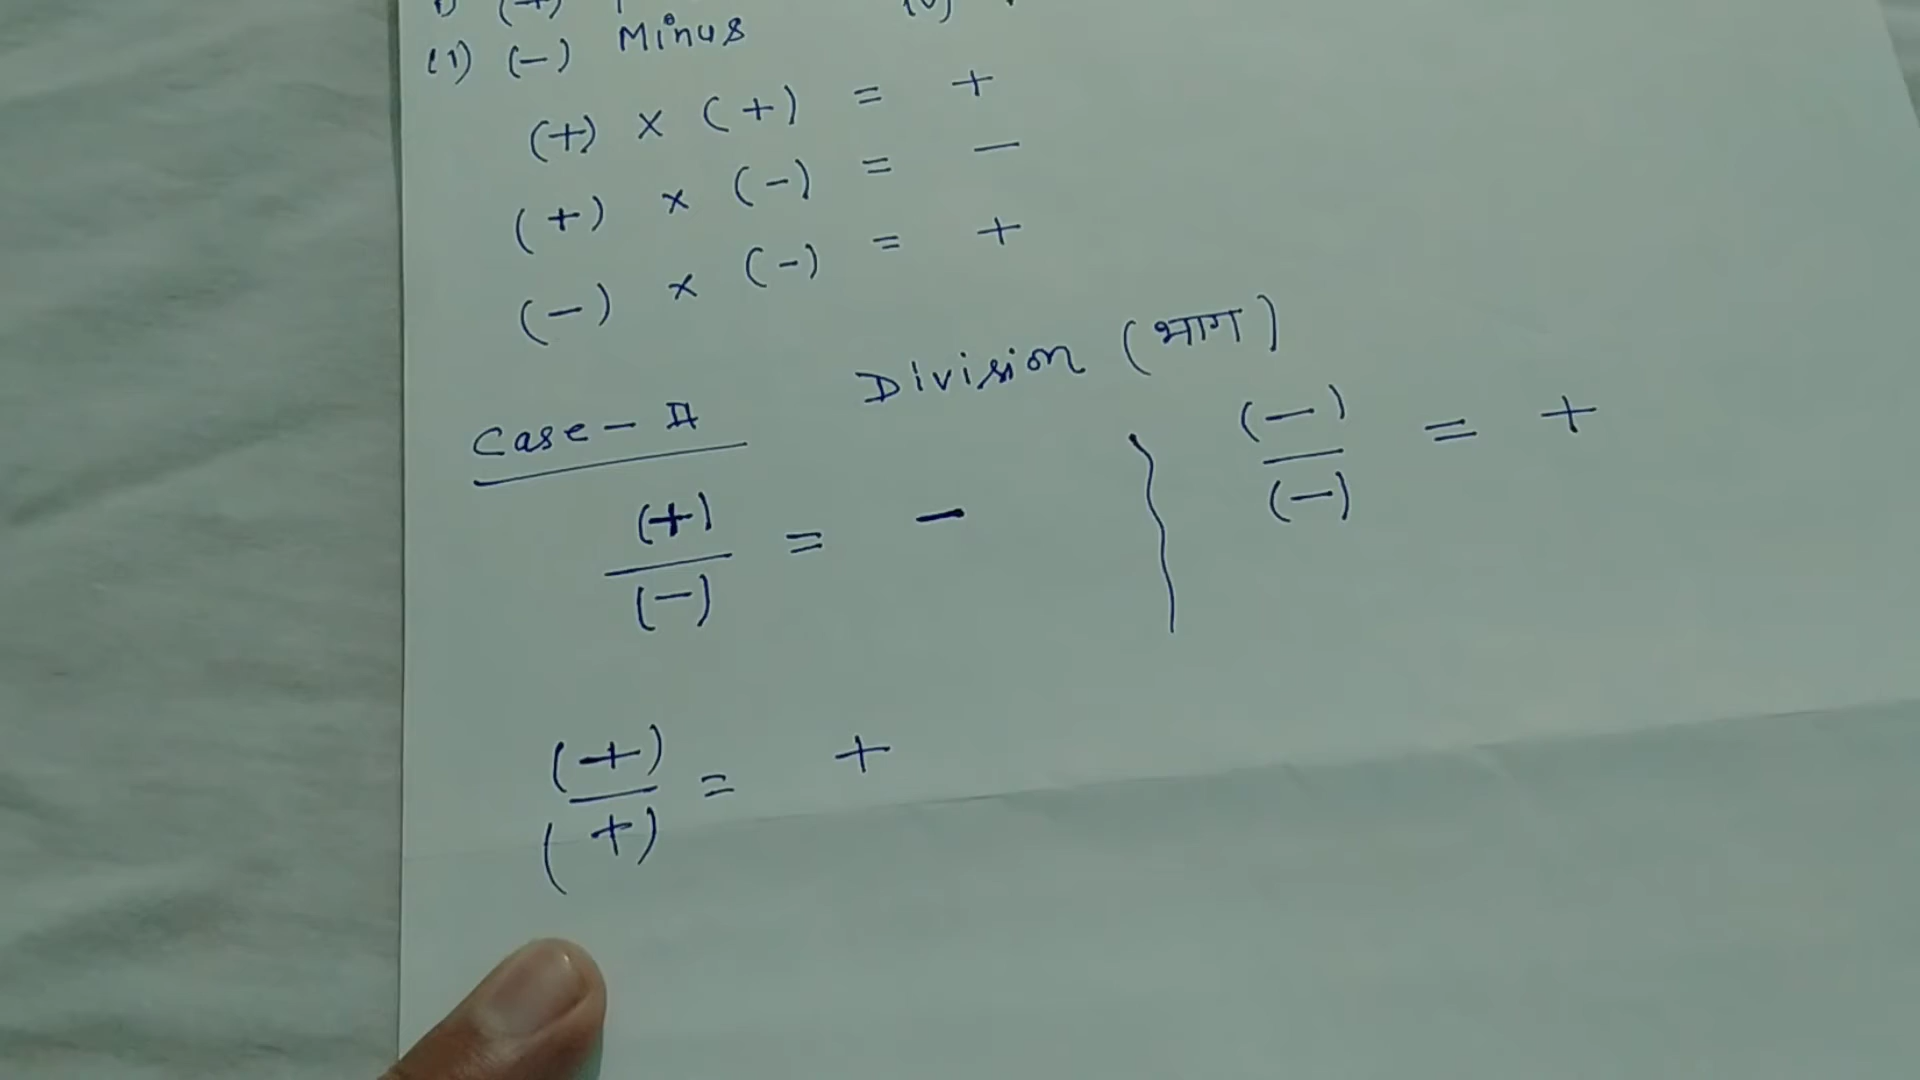 (1) (-) Minus
(+) × (+) = +
(+) × (-) = -
(-) × (-) = +
Division (भाग)
Case - II
(+)
(-) = -
(-)
(-) = +
(+)
(+) = +